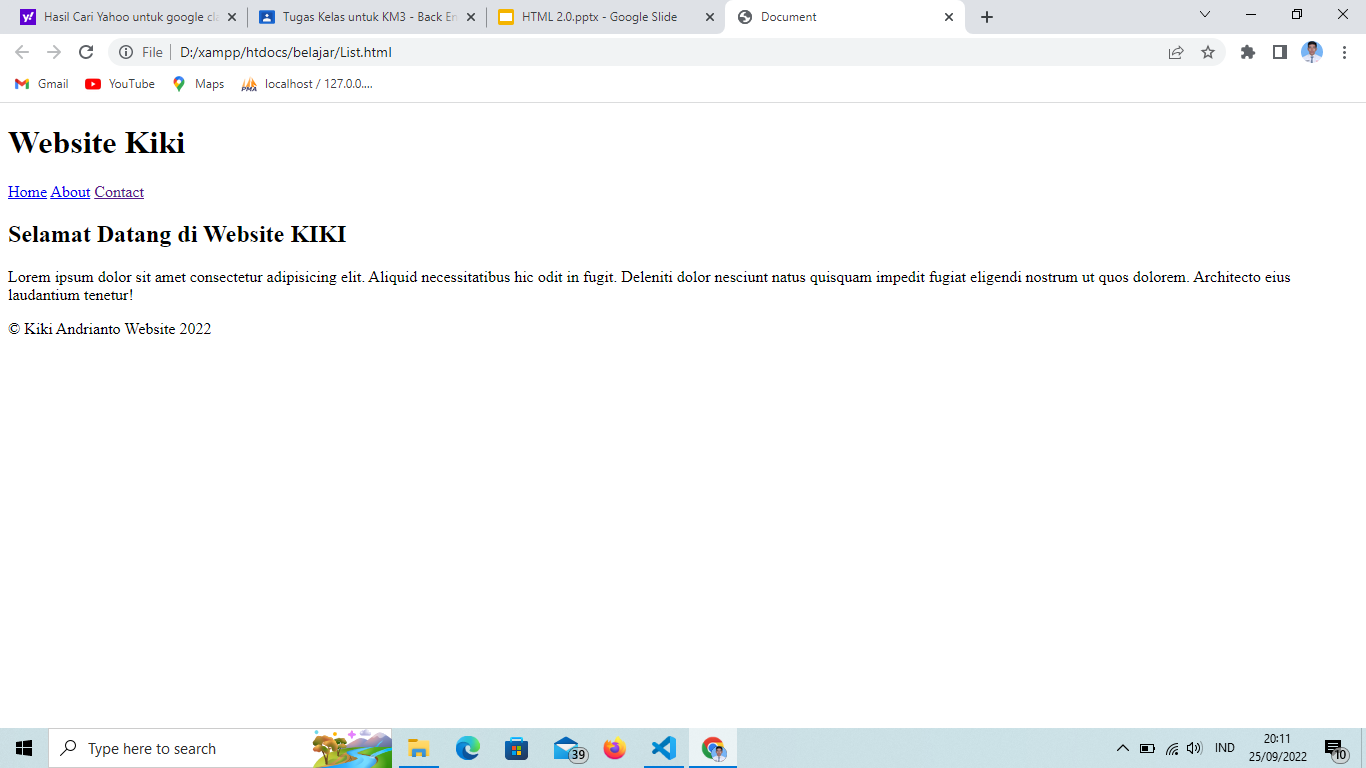 Hasil Cari Yahoo untuk google cla
Tugas Kelas untuk KM3 - Back En
HTML 2.0.pptx - Google Slide
Document
File
D:/xampp/htdocs/belajar/List.html
Gmail
YouTube
Maps
localhost / 127.0.0....
Website Kiki
Home About Contact
Selamat Datang di Website KIKI
Lorem ipsum dolor sit amet consectetur adipisicing elit. Aliquid necessitatibus hic odit in fugit. Deleniti dolor nesciunt natus quisquam impedit fugiat eligendi nostrum ut quos dolorem. Architecto eius
laudantium tenetur!
© Kiki Andrianto Website 2022
Type here to search
39
IND
20:11
25/09/2022
10